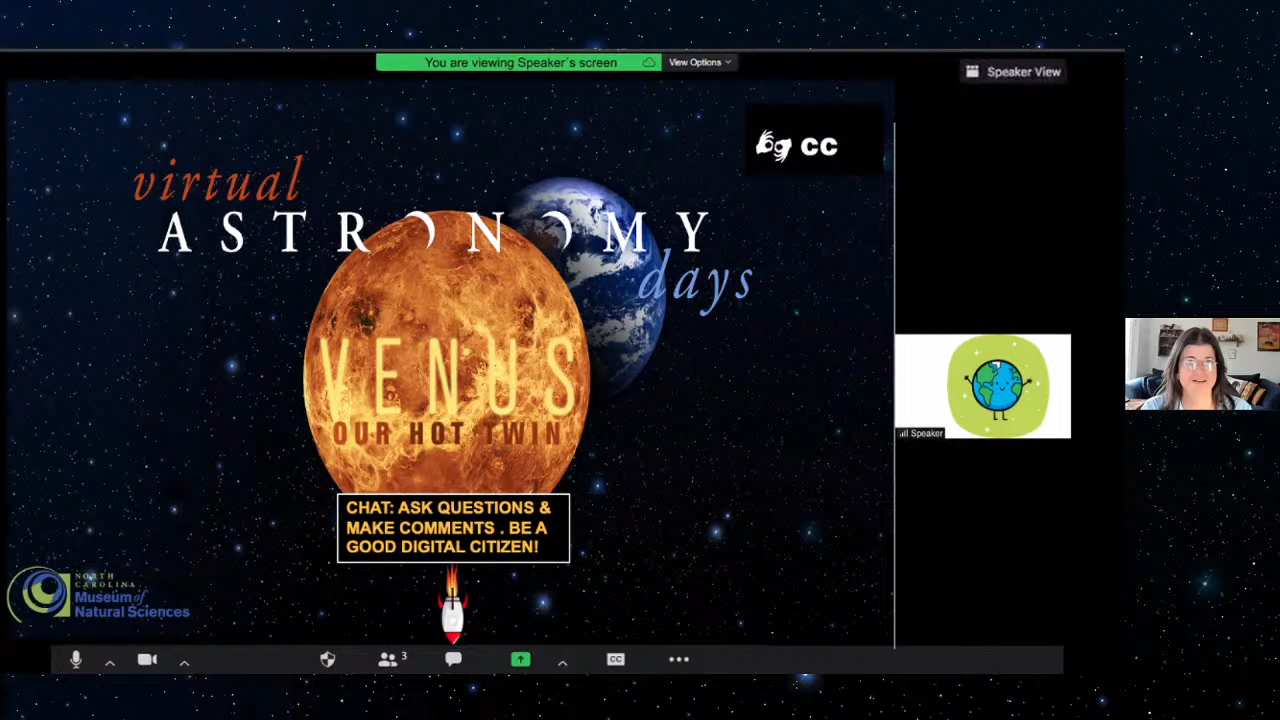 You are viewing Speaker´s screen
View Options
Speaker View
CC
virtual
ASTRONOMY
days
VENUS
OUR HOT TWIN
Speaker
CHAT: ASK QUESTIONS &
MAKE COMMENTS . BE A
GOOD DIGITAL CITIZEN!
NORTH
CAROLINA
Museum of
Natural Sciences
3
CC